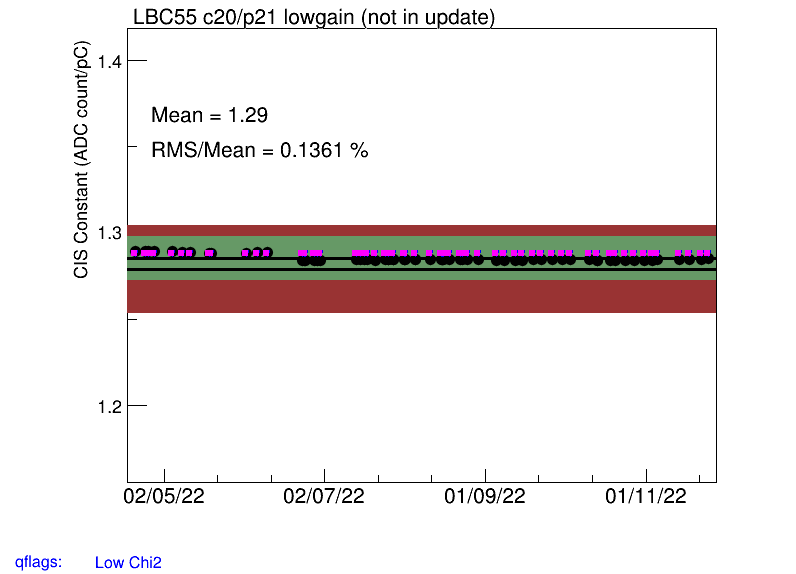 LBC55 c20/p21 lowgain (not in update)
CIS Constant (ADC count/pC)
1.4
Mean = 1.29
RMS/Mean = 0.1361 %
1.3
1.2
02/05/22 02/07/22 01/09/22 01/11/22
qflags: Low Chi2